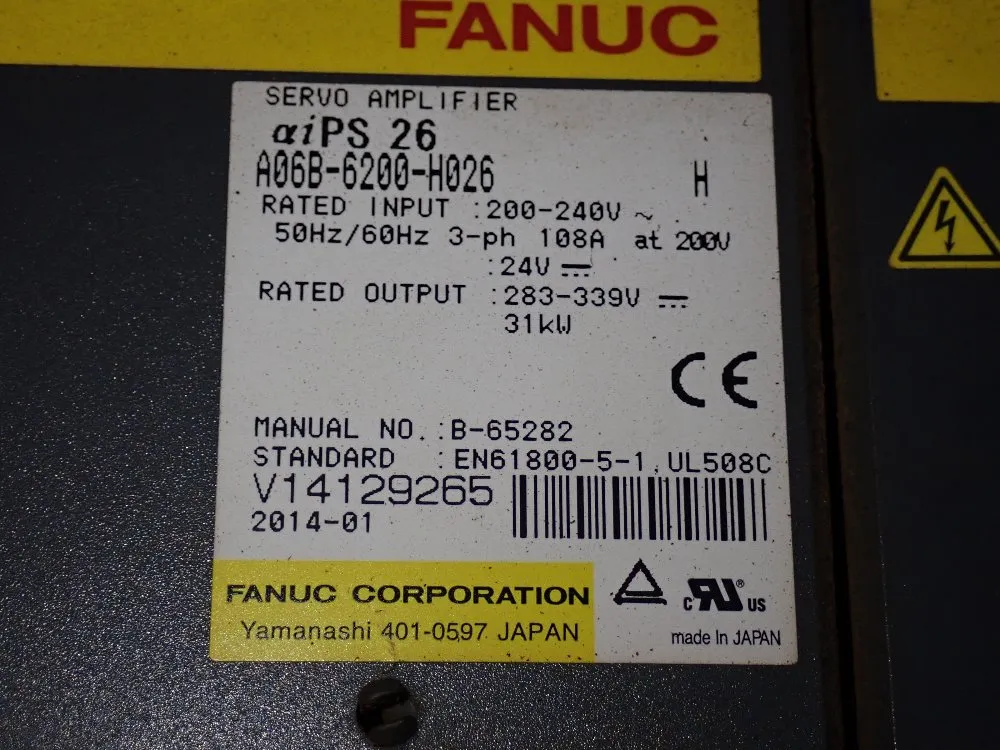 FANUC
SERVO AMPLIFIER
αiPS 26
A06B-6200-H026 H
RATED INPUT :200-240V ~
50Hz/60Hz 3-ph 108A at 200V
:24V ⎓
RATED OUTPUT :283-339V ⎓
31kW
CE
MANUAL NO. :B-65282
STANDARD :EN61800-5-1, UL508C
V14129265
2014-01
FANUC CORPORATION
Yamanashi 401-0597 JAPAN
c RU® US
made in JAPAN